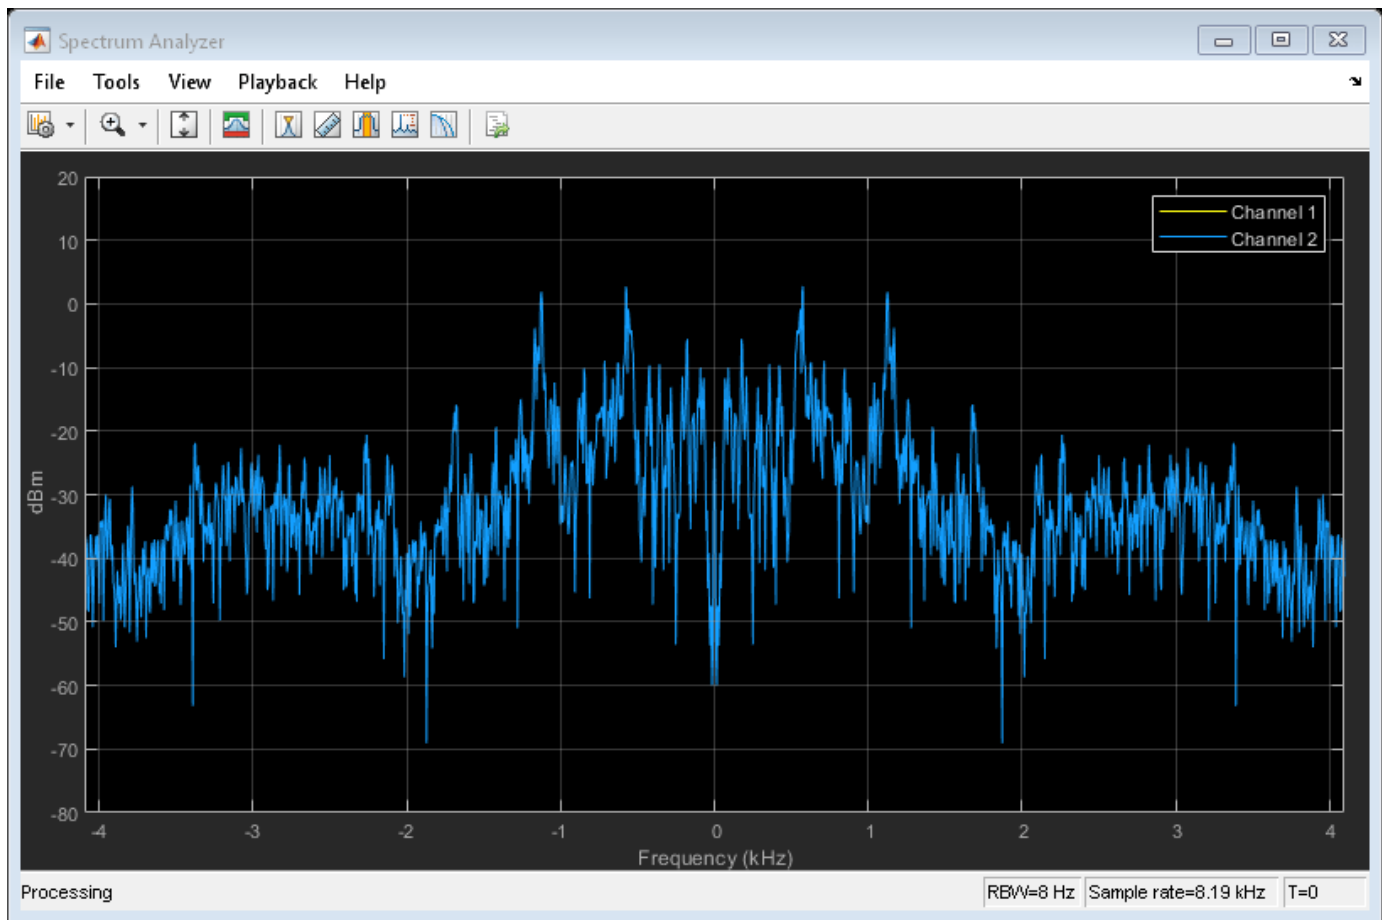 Spectrum Analyzer
File Tools View Playback Help
20
10
0
-10
-20
-30
-40
-50
-60
-70
-80
dBm
Channel 1
Channel 2
-4 -3 -2 -1 0 1 2 3 4
Frequency (kHz)
Processing RBW=8 Hz Sample rate=8.19 kHz T=0